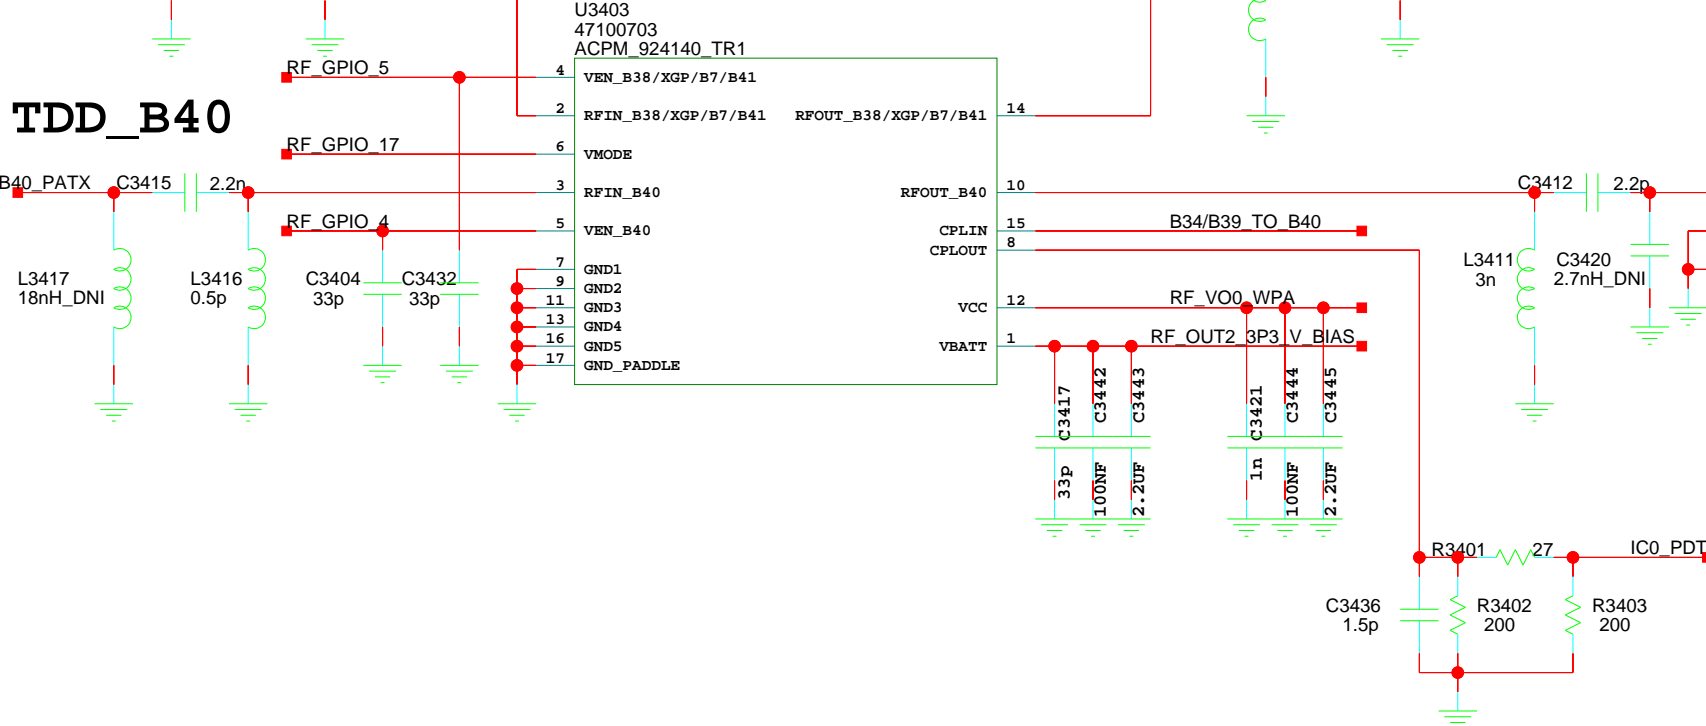 U3403
47100703
ACPM_924140_TR1
RF_GPIO_5
4
VEN_B38/XGP/B7/B41
TDD_B40
2
RFIN_B38/XGP/B7/B41
RFOUT_B38/XGP/B7/B41
14
RF_GPIO_17
6
VMODE
B40_PATX
C3415
2.2n
3
RFIN_B40
RFOUT_B40
10
C3412
2.2p
RF_GPIO_4
5
VEN_B40
CPLIN
15
B34/B39_TO_B40
CPLOUT
8
L3417
18nH_DNI
L3416
0.5p
C3404
33p
C3432
33p
7
GND1
9
GND2
11
GND3
13
GND4
16
GND5
17
GND_PADDLE
VCC
12
RF_VO0_WPA
VBATT
1
RF_OUT2_3P3_V_BIAS
L3411
3n
C3420
2.7nH_DNI
C3417
33p
C3442
100NF
C3443
2.2UF
C3421
1n
C3444
100NF
C3445
2.2UF
R3401
27
IC0_PDT
C3436
1.5p
R3402
200
R3403
200